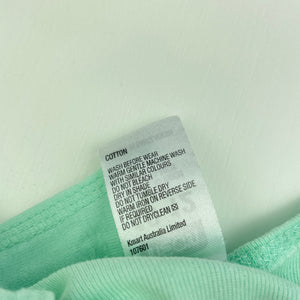 COTTON
WASH BEFORE WEAR
WARM GENTLE MACHINE WASH
WITH SIMILAR COLOURS
DO NOT BLEACH
DRY IN SHADE
DO NOT TUMBLE DRY
WARM IRON ON REVERSE SIDE
IF REQUIRED
DO NOT DRYCLEAN
Kmart Australia Limited
107601